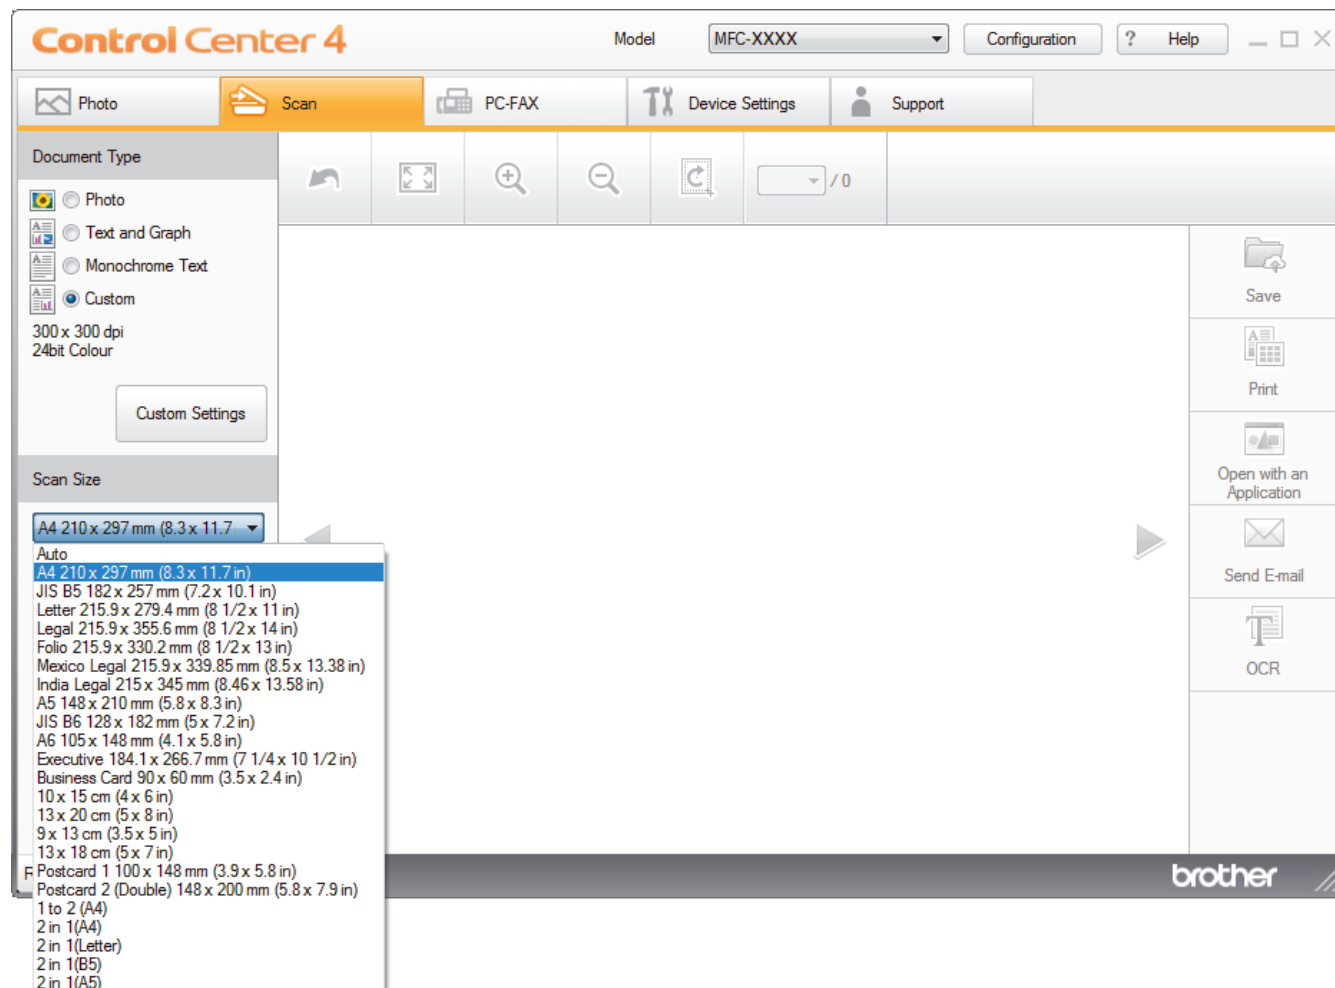 Control Center 4
Model
MFC-XXXX
Configuration
? Help
Photo
Scan
PC-FAX
Device Settings
Support
Document Type
Photo
Text and Graph
Monochrome Text
Custom
300 x 300 dpi
24bit Colour
Custom Settings
Scan Size
A4 210 x 297 mm (8.3 x 11.7
Auto
A4 210 x 297 mm (8.3 x 11.7 in)
JIS B5 182 x 257 mm (7.2 x 10.1 in)
Letter 215.9 x 279.4 mm (8 1/2 x 11 in)
Legal 215.9 x 355.6 mm (8 1/2 x 14 in)
Folio 215.9 x 330.2 mm (8 1/2 x 13 in)
Mexico Legal 215.9 x 339.85 mm (8.5 x 13.38 in)
India Legal 215 x 345 mm (8.46 x 13.58 in)
A5 148 x 210 mm (5.8 x 8.3 in)
JIS B6 128 x 182 mm (5 x 7.2 in)
A6 105 x 148 mm (4.1 x 5.8 in)
Executive 184.1 x 266.7 mm (7 1/4 x 10 1/2 in)
Business Card 90 x 60 mm (3.5 x 2.4 in)
10 x 15 cm (4 x 6 in)
13 x 20 cm (5 x 8 in)
9 x 13 cm (3.5 x 5 in)
13 x 18 cm (5 x 7 in)
Postcard 1 100 x 148 mm (3.9 x 5.8 in)
Postcard 2 (Double) 148 x 200 mm (5.8 x 7.9 in)
1 to 2 (A4)
2 in 1(A4)
2 in 1(Letter)
2 in 1(B5)
2 in 1(A5)
/ 0
Save
Print
Open with an
Application
Send E-mail
OCR
brother